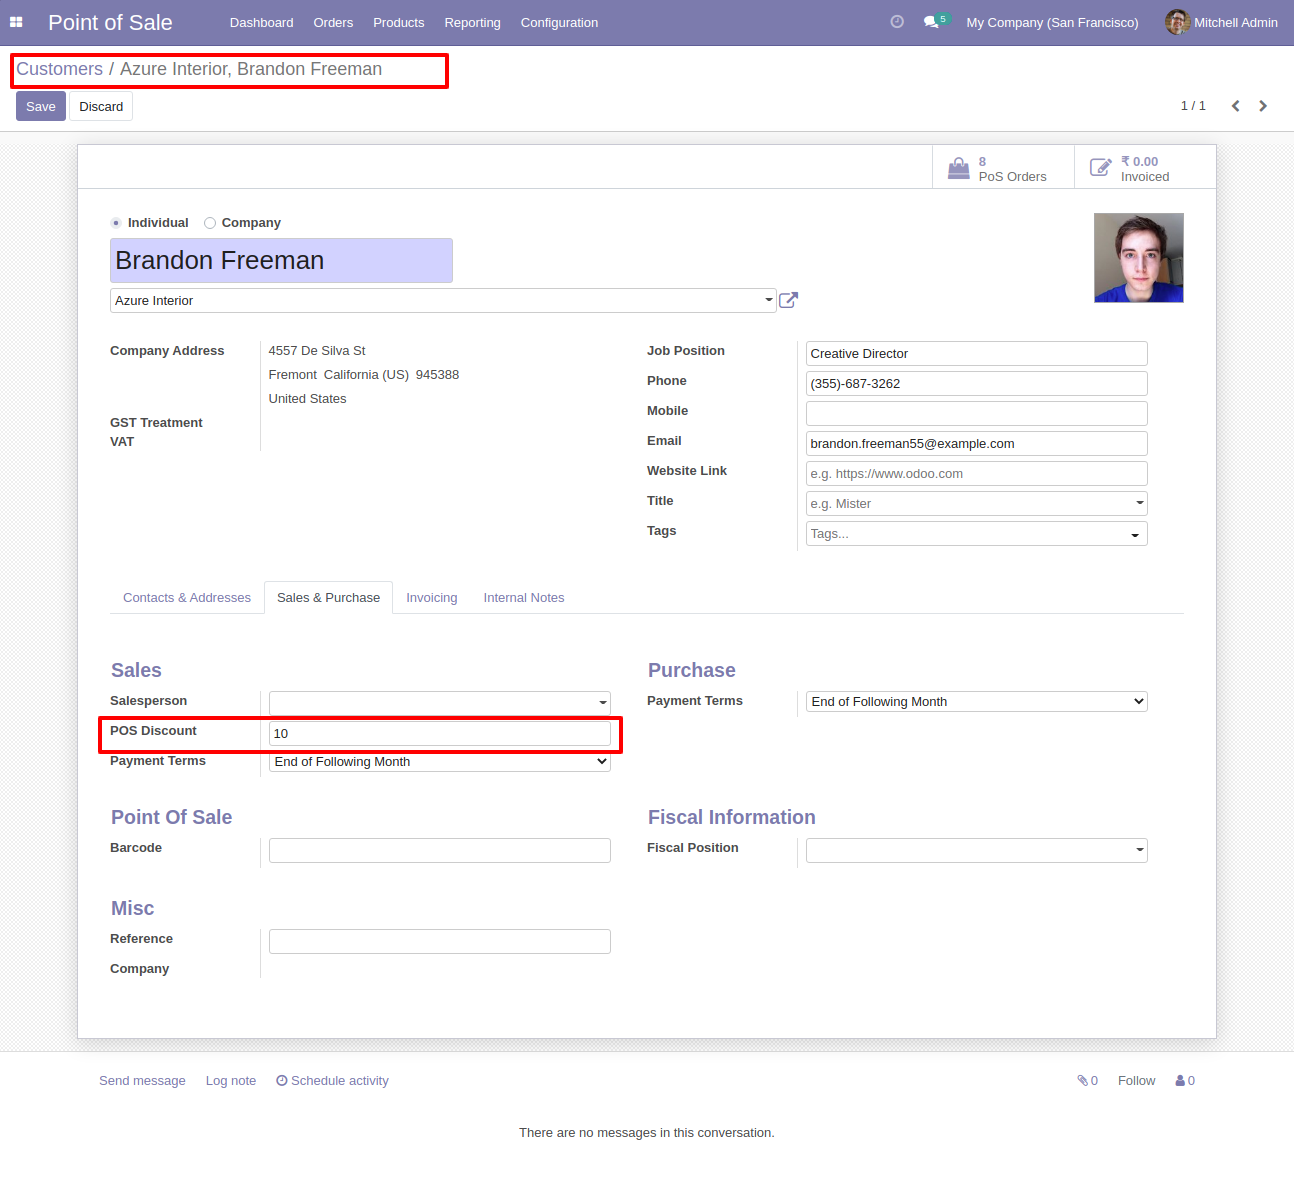 Point of Sale Dashboard Orders Products Reporting Configuration 5 My Company (San Francisco) Mitchell Admin
Customers / Azure Interior, Brandon Freeman
Save Discard 1 / 1
8
PoS Orders
₹ 0.00
Invoiced
Individual Company
Brandon Freeman
Azure Interior
Company Address 4557 De Silva St
Fremont California (US) 945388
United States
GST Treatment
VAT
Job Position Creative Director
Phone (355)-687-3262
Mobile
Email brandon.freeman55@example.com
Website Link e.g. https://www.odoo.com
Title e.g. Mister
Tags Tags...
Contacts & Addresses Sales & Purchase Invoicing Internal Notes
Sales
Salesperson
POS Discount 10
Payment Terms End of Following Month
Purchase
Payment Terms End of Following Month
Point Of Sale
Barcode
Fiscal Information
Fiscal Position
Misc
Reference
Company
Send message Log note Schedule activity 0 Follow 0
There are no messages in this conversation.